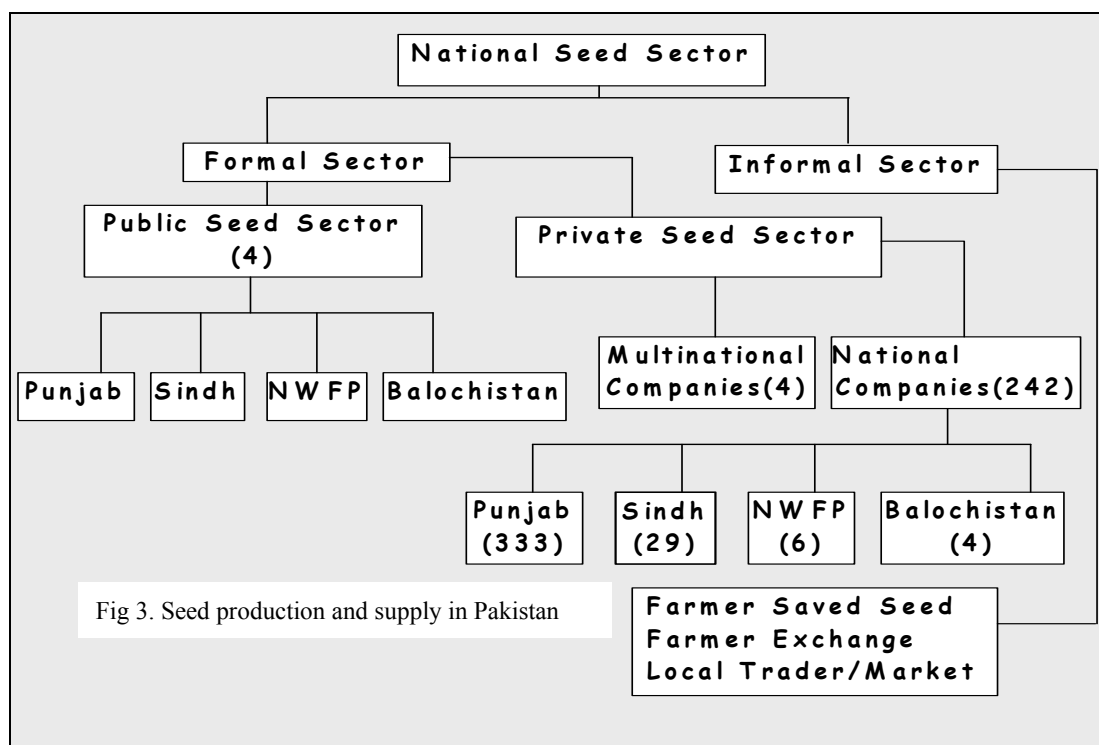 National Seed Sector
Formal Sector
Informal Sector
Public Seed Sector
(4)
Private Seed Sector
Punjab
Sindh
NWFP
Balochistan
Multinational
Companies(4)
National
Companies(242)
Punjab
(333)
Sindh
(29)
NWFP
(6)
Balochistan
(4)
Fig 3. Seed production and supply in Pakistan
Farmer Saved Seed
Farmer Exchange
Local Trader/Market